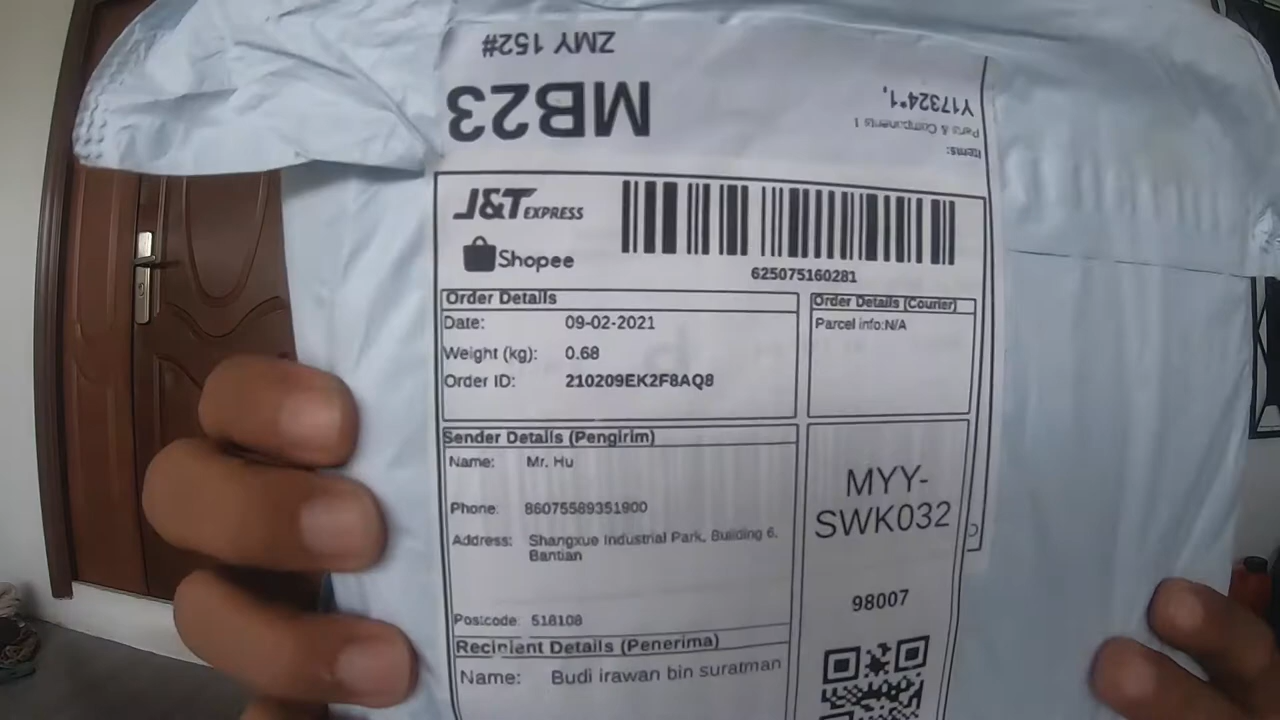 ZMY 152#
MB23
Items:
Parts & Components 1
Y17324*1,
J&T EXPRESS
Shopee
625075160281
Order Details
Date: 09-02-2021
Weight (kg): 0.68
Order ID: 210209EK2F8AQ8
Order Details (Courier)
Parcel info:N/A
Sender Details (Pengirim)
Name: Mr. Hu
Phone: 86075589351900
Address: Shangxue Industrial Park, Building 6,
Bantian
Postcode: 518108
MYY-
SWK032
98007
Recipient Details (Penerima)
Name: Budi irawan bin suratman